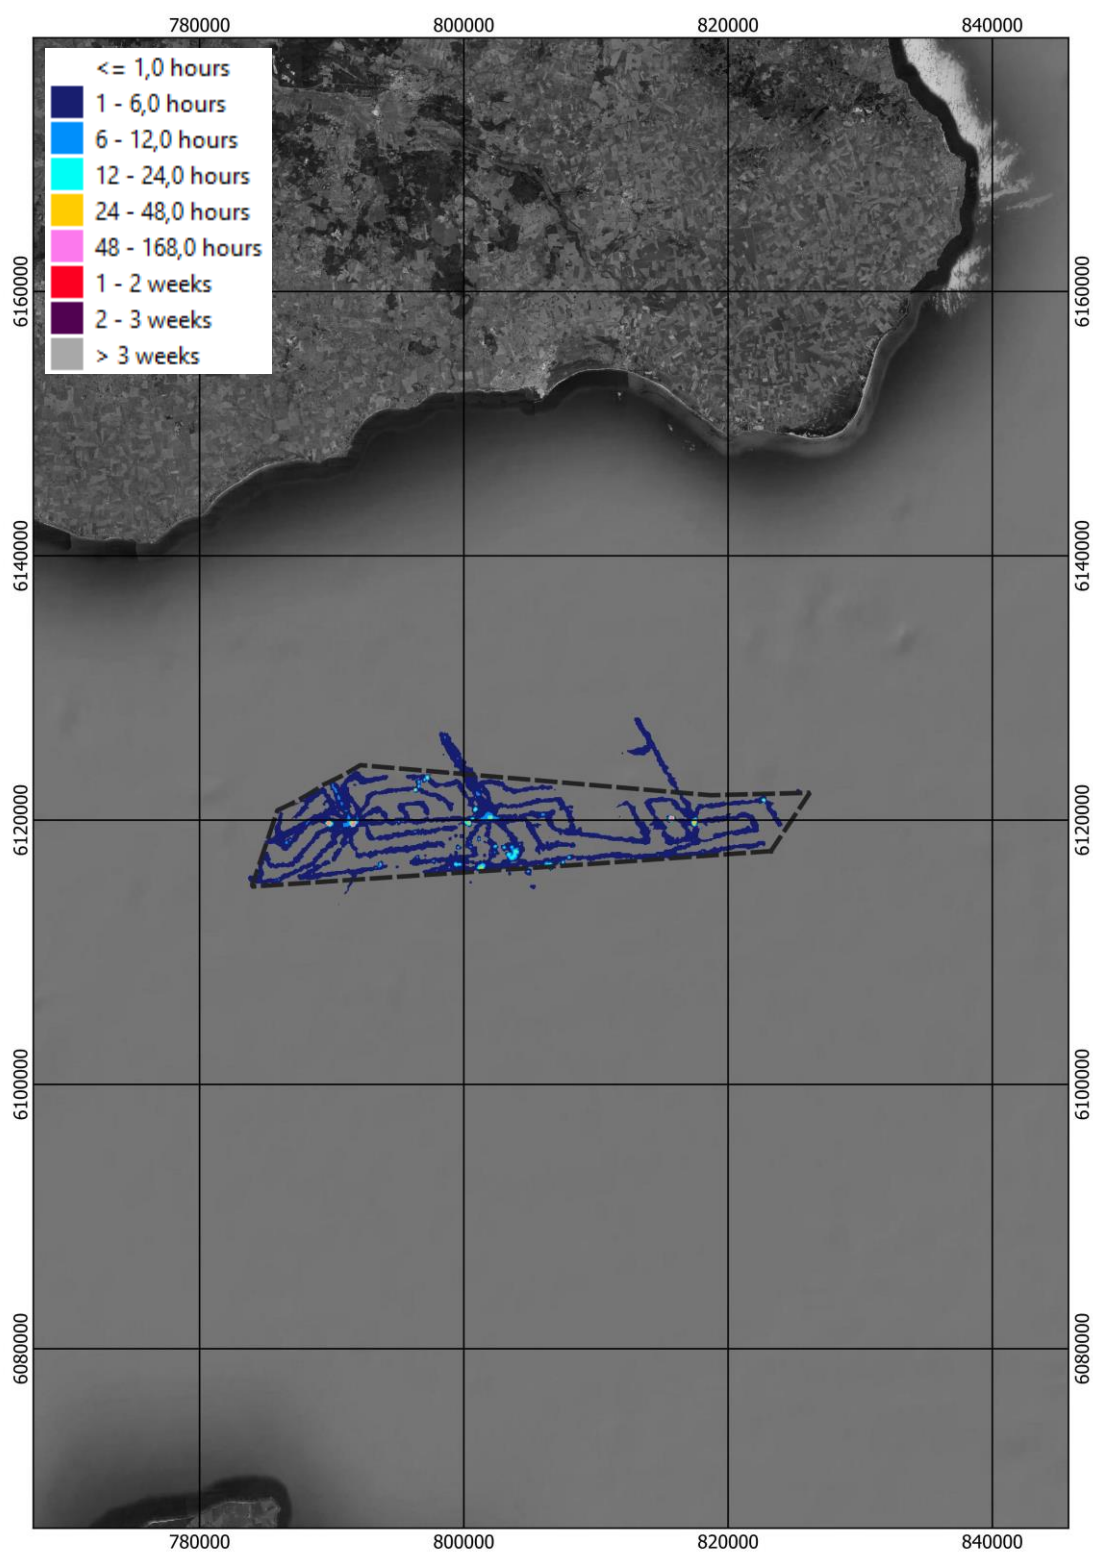 780000 800000 820000 840000
<= 1,0 hours
1 - 6,0 hours
6 - 12,0 hours
12 - 24,0 hours
24 - 48,0 hours
48 - 168,0 hours
1 - 2 weeks
2 - 3 weeks
> 3 weeks
6160000 6160000
6140000 6140000
6120000 6120000
6100000 6100000
6080000 6080000
780000 800000 820000 840000